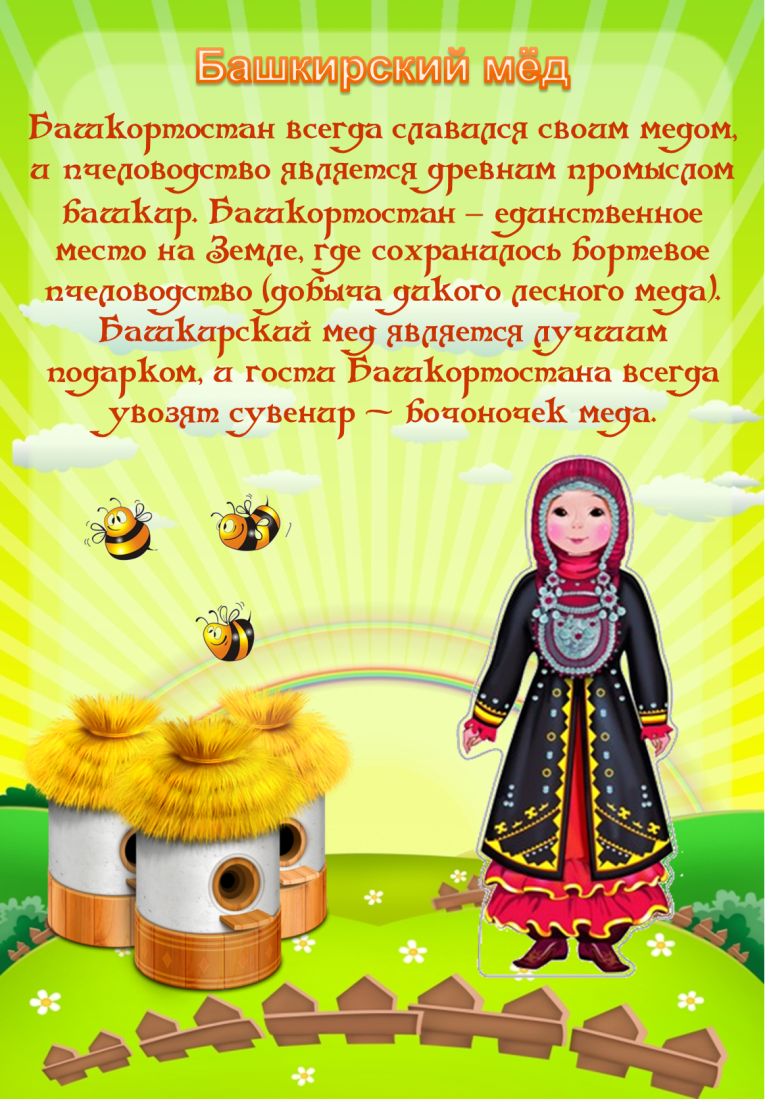 Башкирский мёд
Башкортостан всегда славился своим медом,
и пчеловодство является древним промыслом
башкир. Башкортостан – единственное
место на Земле, где сохранилось бортевое
пчеловодство (добыча дикого лесного меда).
Башкирский мед является лучшим
подарком, и гости Башкортостана всегда
увозят сувенир – бочоночек меда.